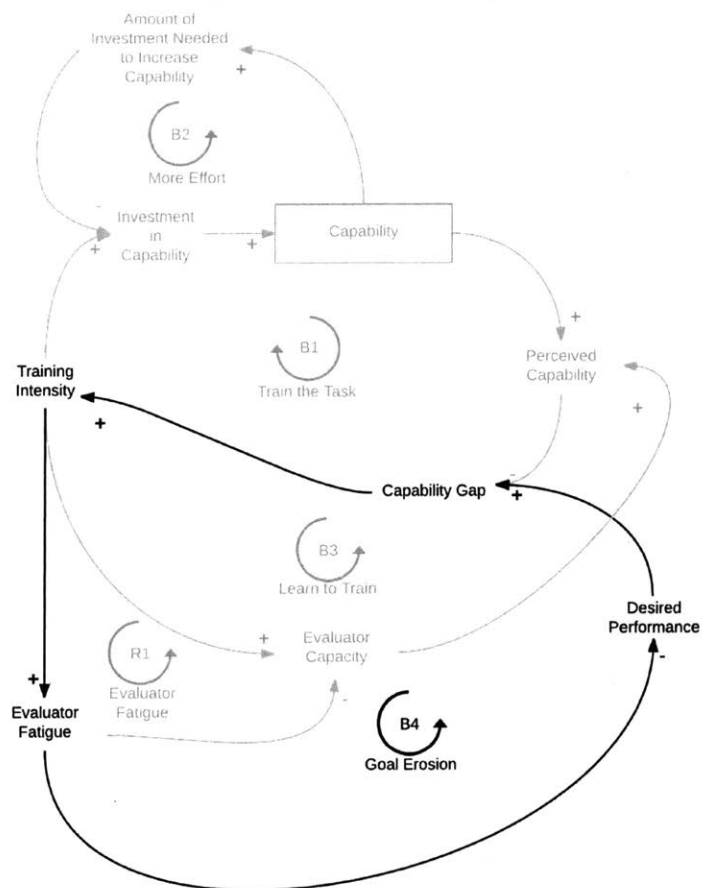 Amount of
Investment Needed
to Increase
Capability
+
B2
More Effort
-
Investment
in
Capability
+
+
Capability
+
B1
Train the Task
Perceived
Capability
+
Training
Intensity
+
-
Capability Gap
+
B3
Learn to Train
Desired
Performance
-
R1
Evaluator
Fatigue
+
Evaluator
Capacity
-
+
Evaluator
Fatigue
B4
Goal Erosion